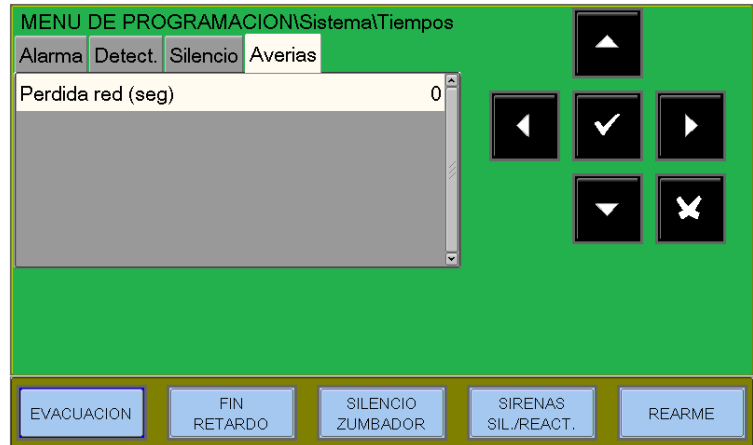 MENU DE PROGRAMACION\Sistema\Tiempos
Alarma Detect. Silencio Averias
Perdida red (seg) 0
EVACUACION
FIN
RETARDO
SILENCIO
ZUMBADOR
SIRENAS
SIL./REACT.
REARME